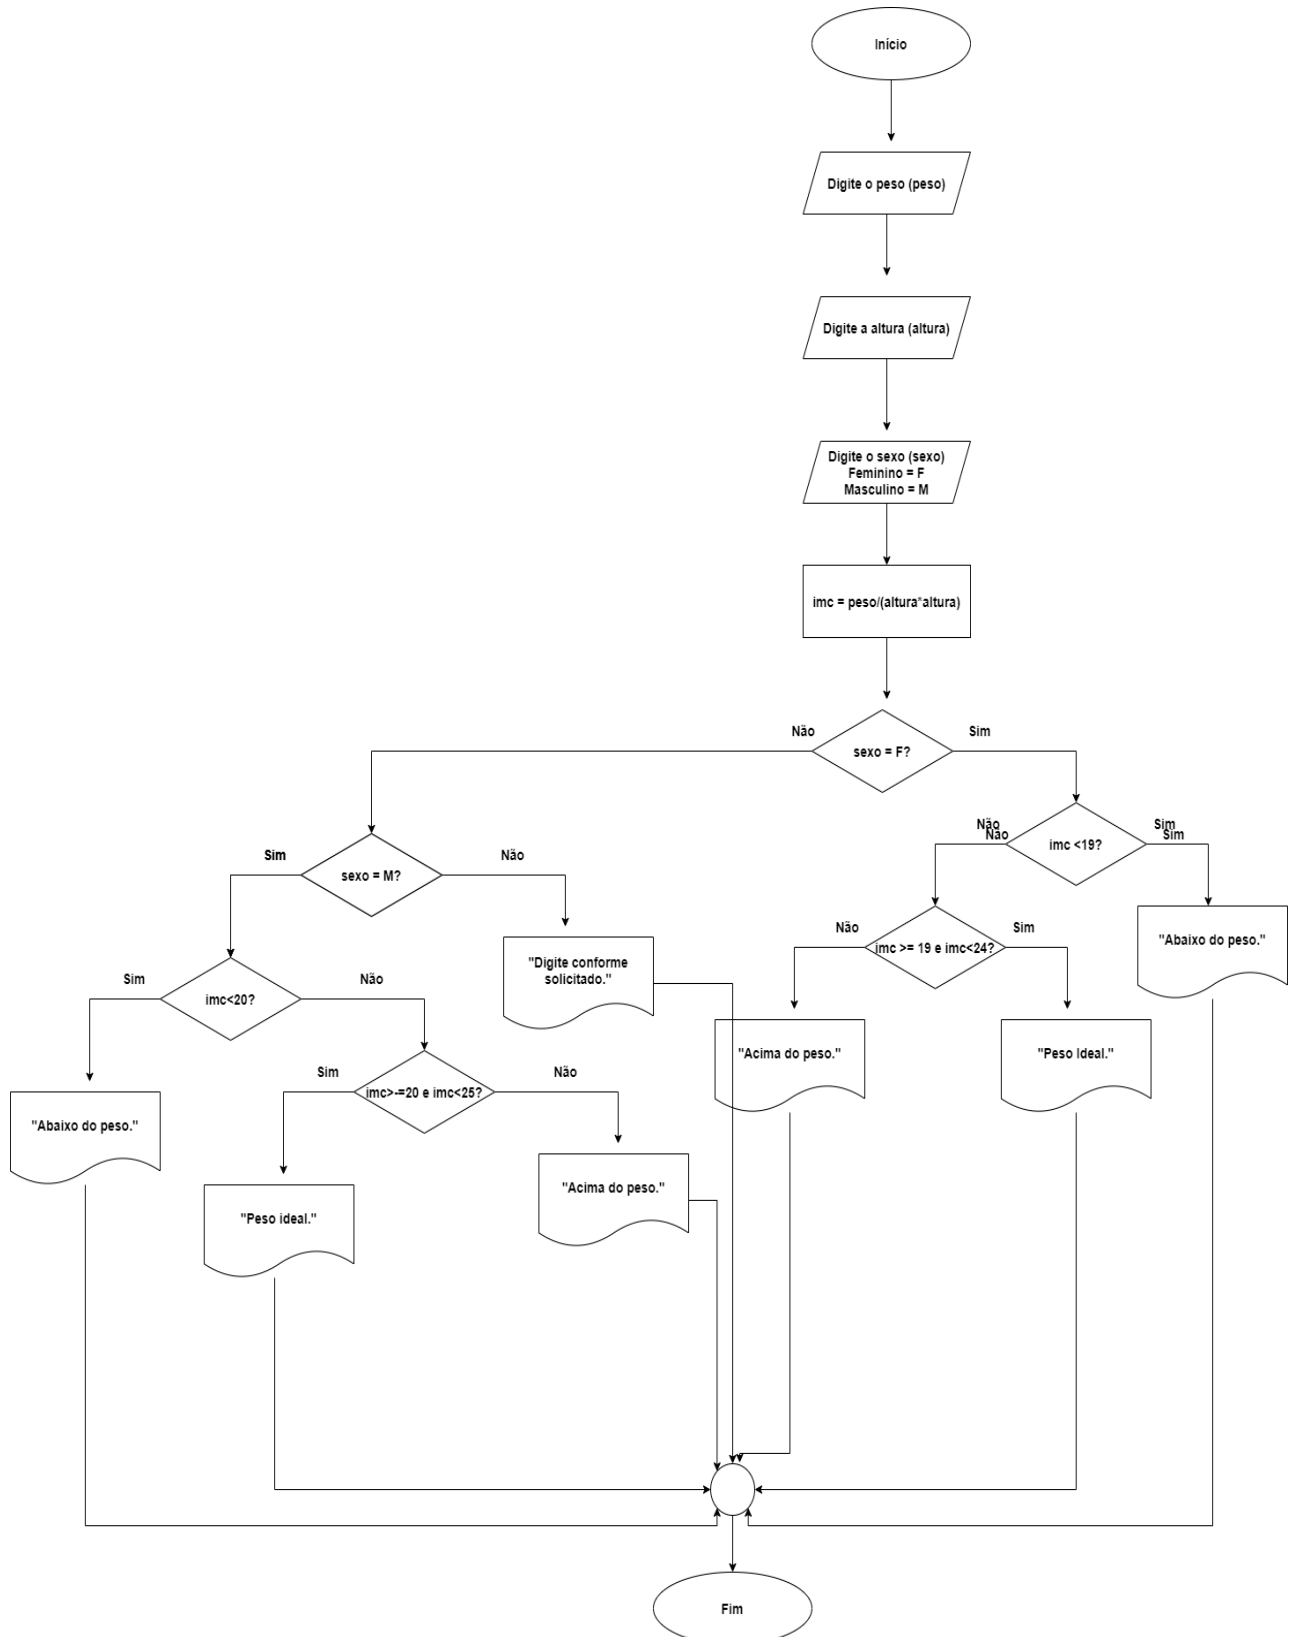 Início
Digite o peso (peso)
Digite a altura (altura)
Digite o sexo (sexo)
Feminino = F
Masculino = M
imc = peso/(altura*altura)
Não
sexo = F?
Sim
Não
Não
imc <19?
Sim
Sim
Sim
sexo = M?
Não
Não
imc >= 19 e imc<24?
Sim
"Abaixo do peso."
"Digite conforme
solicitado."
Sim
imc<20?
Não
"Acima do peso."
"Peso Ideal."
Sim
imc>-=20 e imc<25?
Não
"Abaixo do peso."
"Peso ideal."
"Acima do peso."
Fim